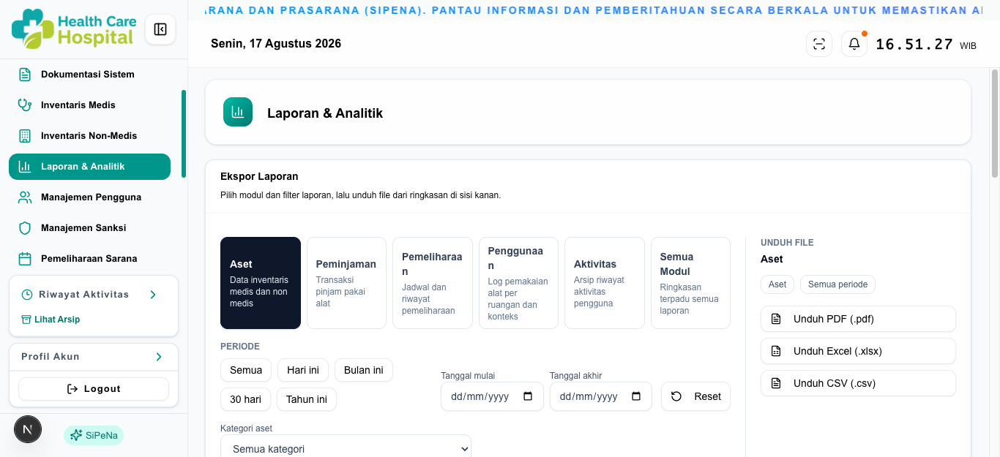 Health Care
Hospital
ARANA DAN PRASARANA (SIPENA). PANTAU INFORMASI DAN PEMBERITAHUAN SECARA BERKALA UNTUK MEMASTIKAN
Senin, 17 Agustus 2026
16.51.27 WIB
Dokumentasi Sistem
Inventaris Medis
Inventaris Non-Medis
Laporan & Analitik
Manajemen Pengguna
Manajemen Sanksi
Pemeliharaan Sarana
Riwayat Aktivitas
Lihat Arsip
Profil Akun
Logout
N
SiPeNa
Laporan & Analitik
Ekspor Laporan
Pilih modul dan filter laporan, lalu unduh file dari ringkasan di sisi kanan.
Aset
Data inventaris
medis dan non
medis
Peminjaman
Transaksi
pinjam pakai
alat
Pemeliharaa
n
Jadwal dan
riwayat
pemeliharaan
Penggunaa
n
Log pemakaian
alat per
ruangan dan
konteks
Aktivitas
Arsip riwayat
aktivitas
pengguna
Semua
Modul
Ringkasan
terpadu semua
laporan
PERIODE
Semua
Hari ini
Bulan ini
30 hari
Tahun ini
Tanggal mulai
dd/mm/yyyy
Tanggal akhir
dd/mm/yyyy
Reset
Kategori aset
Semua kategori
UNDUH FILE
Aset
Aset
Semua periode
Unduh PDF (.pdf)
Unduh Excel (.xlsx)
Unduh CSV (.csv)